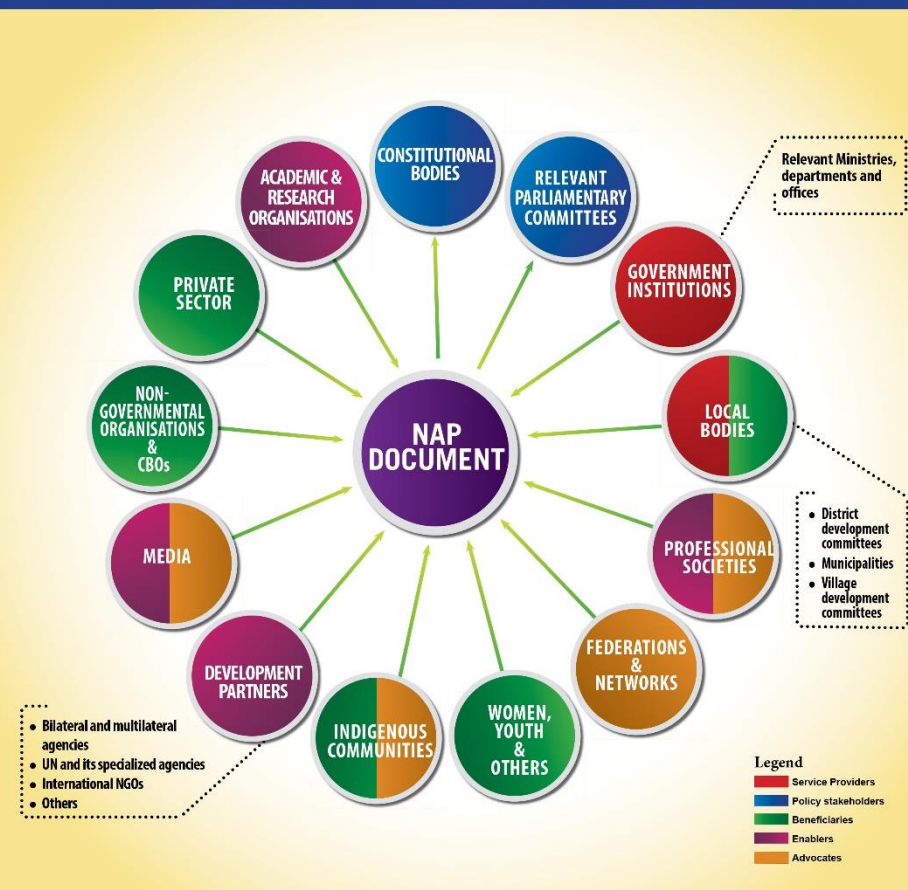 CONSTITUTIONAL
BODIES
RELEVANT
PARLIAMENTARY
COMMITTEES
Relevant Ministries,
departments and
offices
GOVERNMENT
INSTITUTIONS
LOCAL
BODIES
• District
development
committees
• Municipalities
• Village
development
committees
PROFESSIONAL
SOCIETIES
FEDERATIONS
&
NETWORKS
WOMEN,
YOUTH
&
OTHERS
INDIGENOUS
COMMUNITIES
DEVELOPMENT
PARTNERS
• Bilateral and multilateral
agencies
• UN and its specialized agencies
• International NGOs
• Others
MEDIA
NON-
GOVERNMENTAL
ORGANISATIONS
&
CBOs
PRIVATE
SECTOR
ACADEMIC &
RESEARCH
ORGANISATIONS
NAP
DOCUMENT
Legend
Service Providers
Policy stakeholders
Beneficiaries
Enablers
Advocates